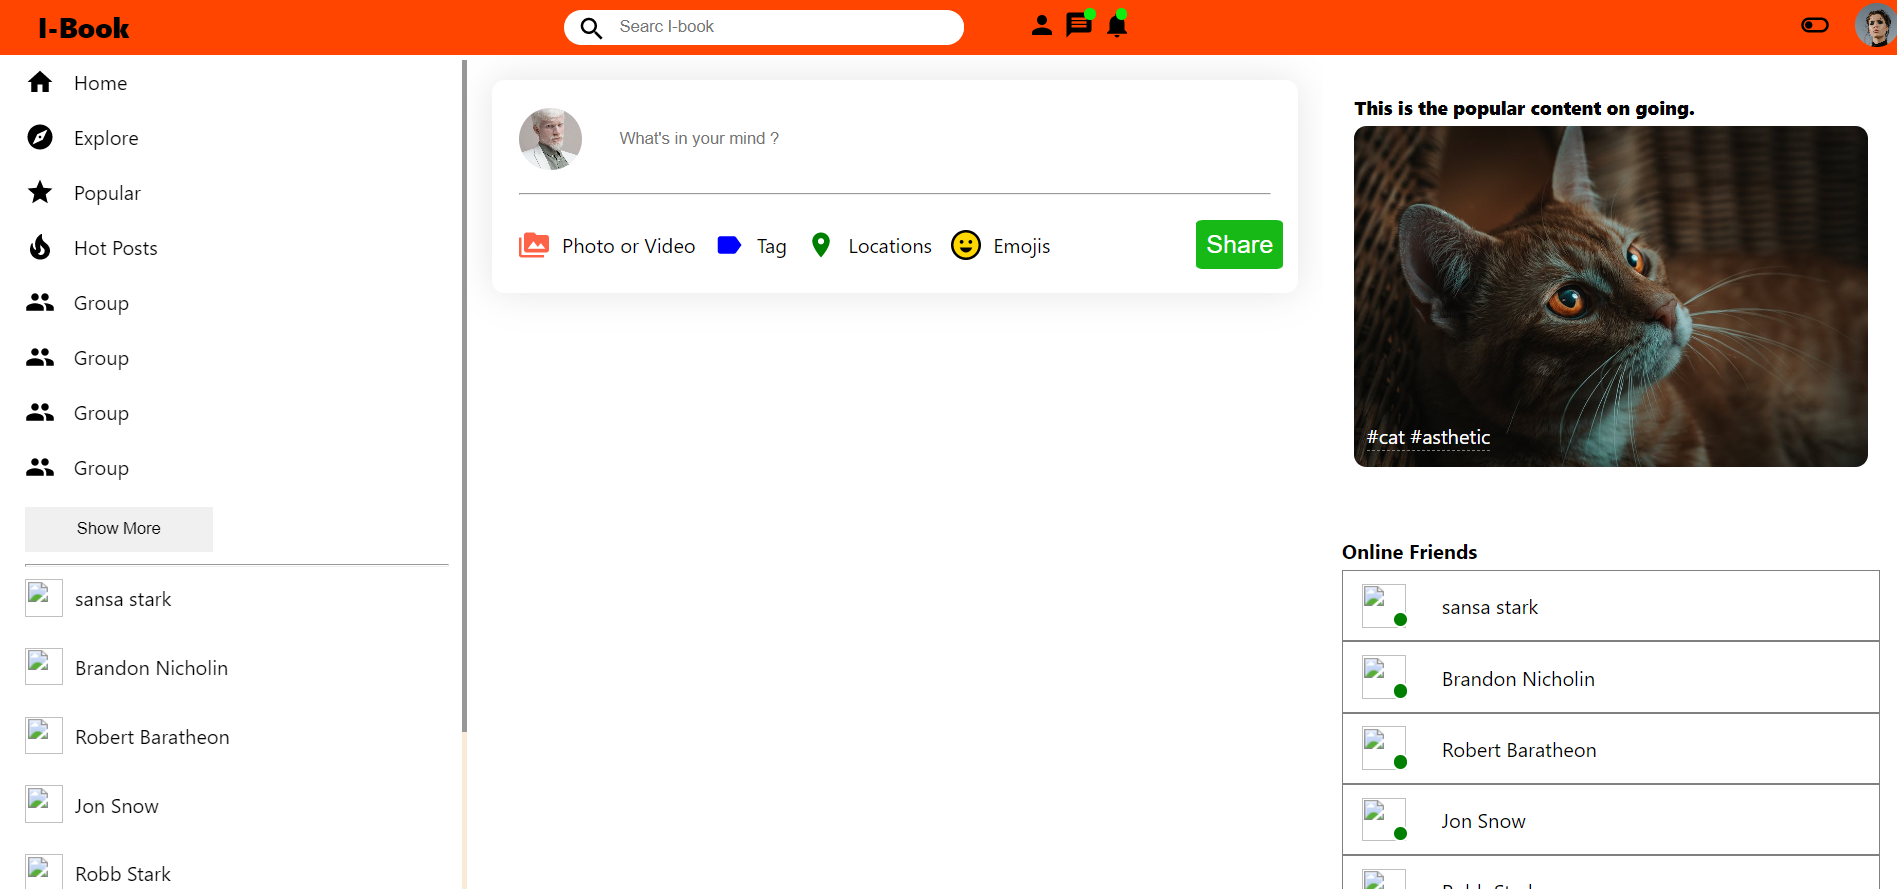 I-Book
Searc I-book
Home
Explore
Popular
Hot Posts
Group
Group
Group
Group
Show More
sansa stark
Brandon Nicholin
Robert Baratheon
Jon Snow
Robb Stark
What's in your mind ?
Photo or Video
Tag
Locations
Emojis
Share
This is the popular content on going.
#cat #asthetic
Online Friends
sansa stark
Brandon Nicholin
Robert Baratheon
Jon Snow